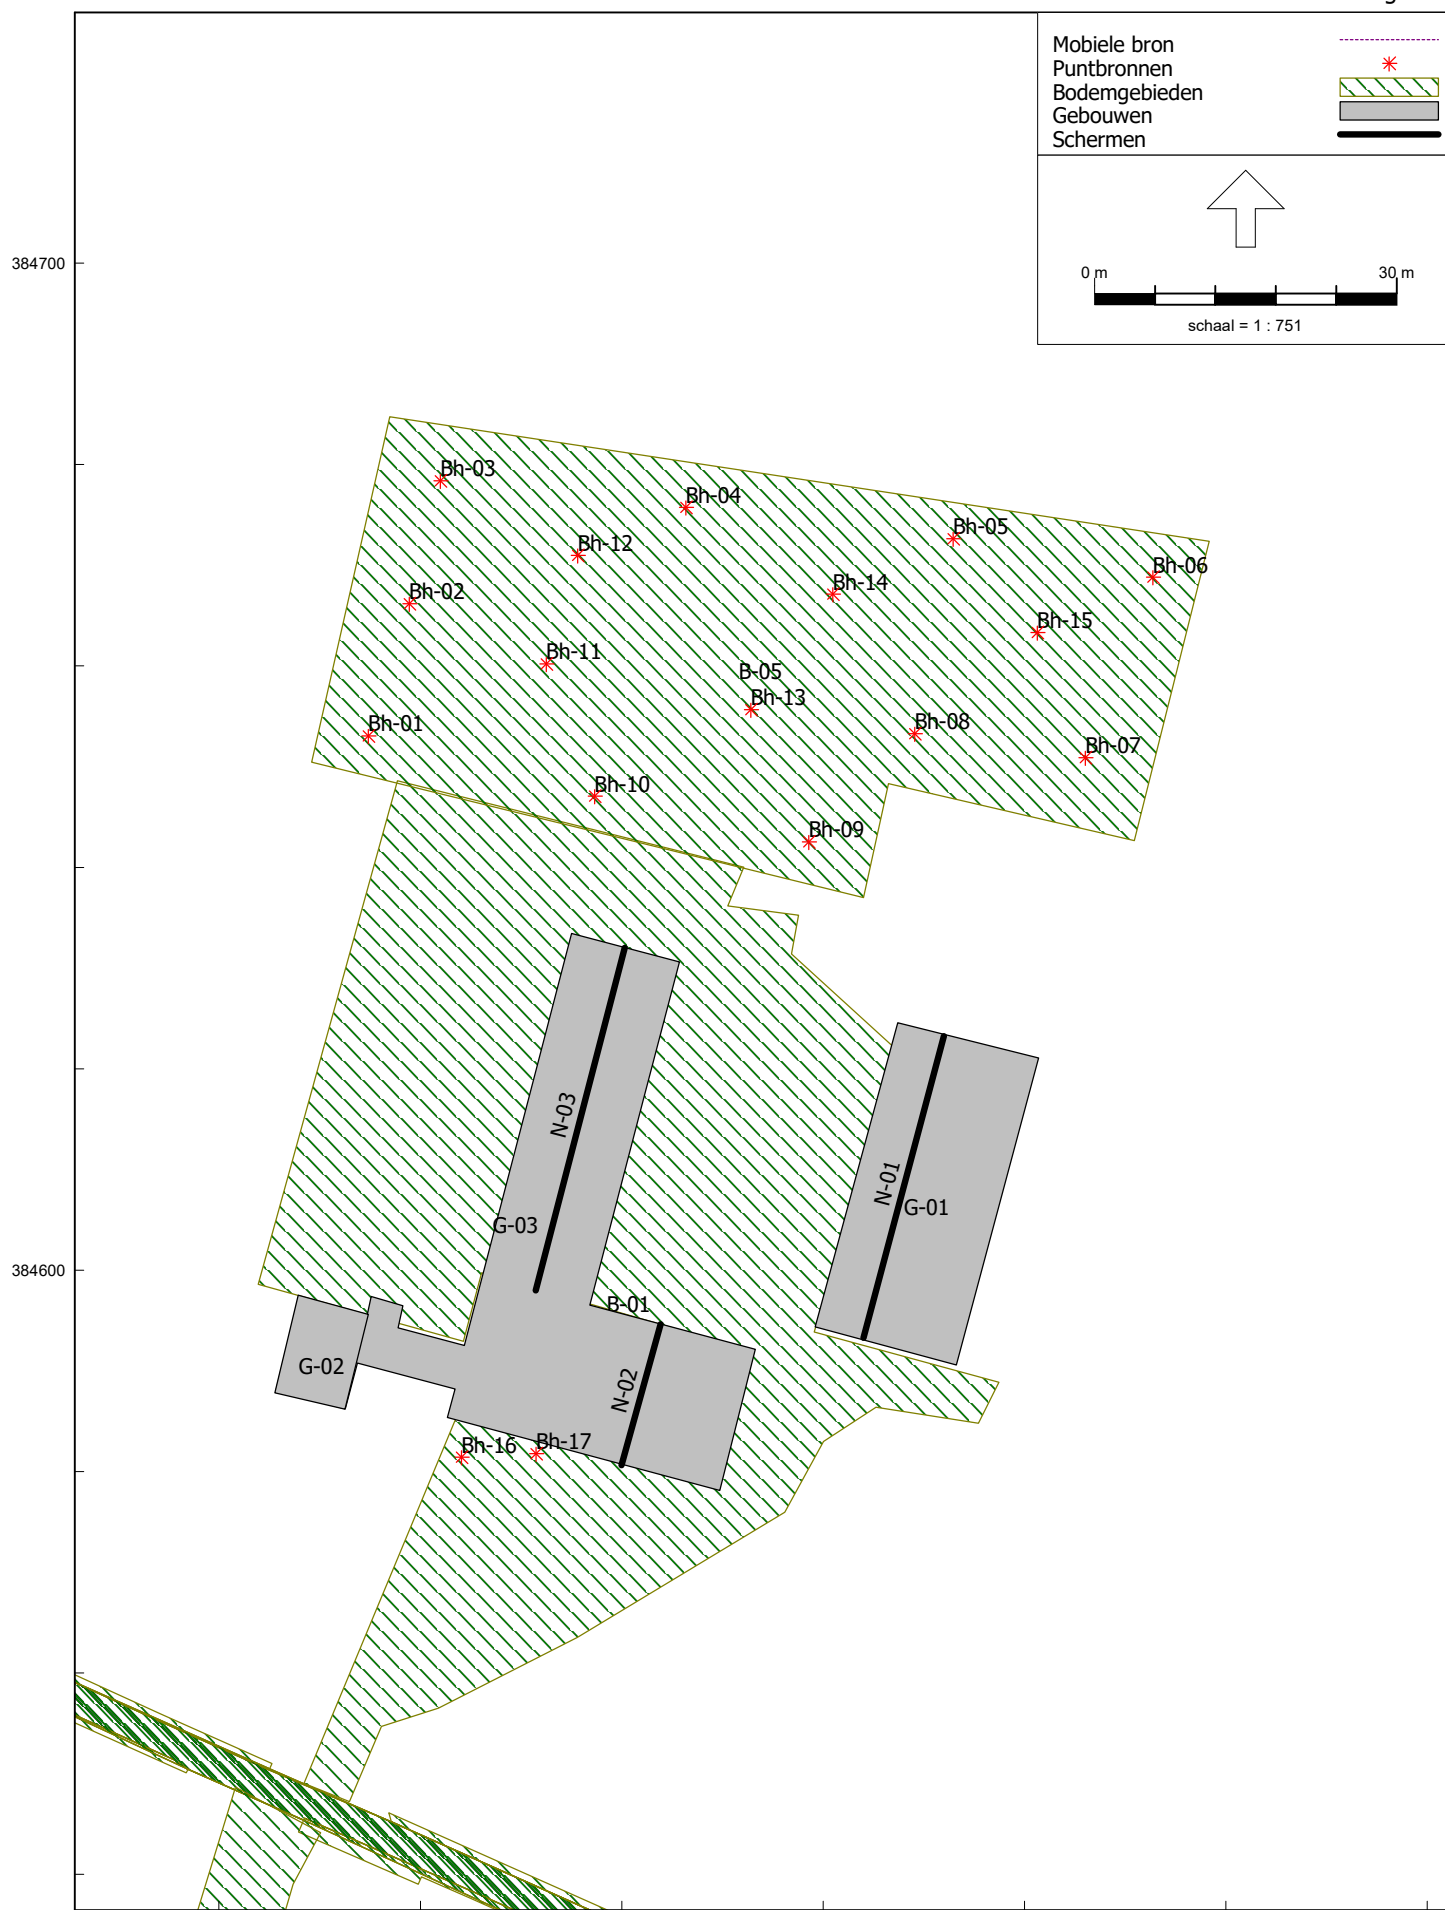 Mobiele bron
Puntbronnen
Bodemgebieden
Gebouwen
Schermen
0 m 30 m
schaal = 1 : 751
384700
Bh-03
Bh-04
Bh-05
Bh-12
Bh-06
Bh-02
Bh-14
Bh-15
Bh-11
B-05
Bh-13
Bh-01
Bh-08
Bh-07
Bh-10
Bh-09
N-03
N-01
G-01
G-03
384600
B-01
G-02
N-02
Bh-16
Bh-17